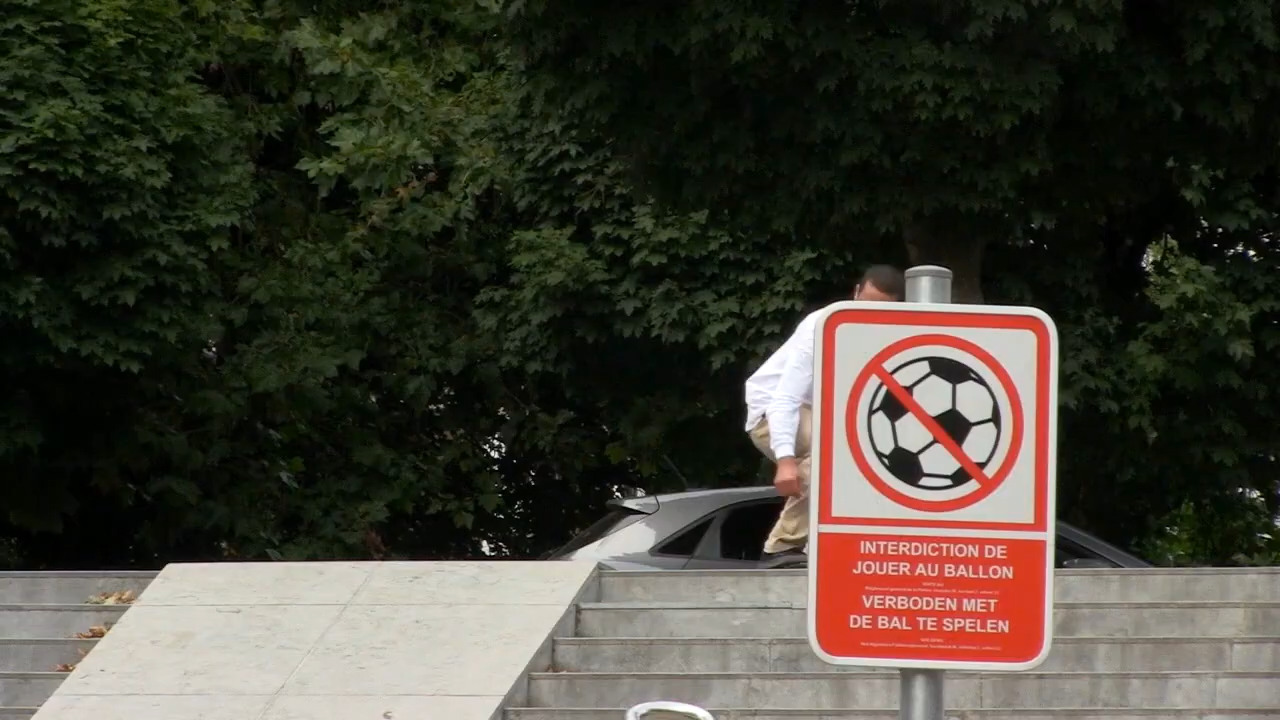 INTERDICTION DE
JOUER AU BALLON
VERBODEN MET
DE BAL TE SPELEN